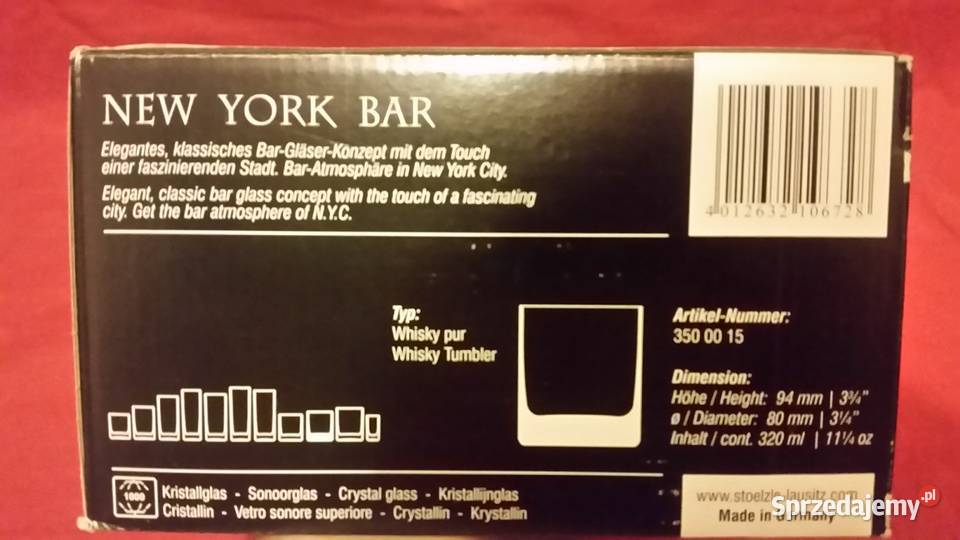 NEW YORK BAR
Elegantes, klassisches Bar-Gläser-Konzept mit dem Touch
einer faszinierenden Stadt. Bar-Atmosphäre in New York City.
Elegant, classic bar glass concept with the touch of a fascinating
city. Get the bar atmosphere of N.Y.C.
4 012632 106728
Typ:
Whisky pur
Whisky Tumbler
Artikel-Nummer:
350 00 15
Dimension:
Höhe / Height: 94 mm | 3¾"
ø / Diameter: 80 mm | 3¼"
Inhalt / cont. 320 ml | 11¼ oz
1000
Kristallglas - Sonoorglas - Crystal glass - Kristallijnglas
Cristallin - Vetro sonore superiore - Crystallin - Krystallin
www.stoelzle-lausitz.com
Made in Germany
Sprzedajemy.pl